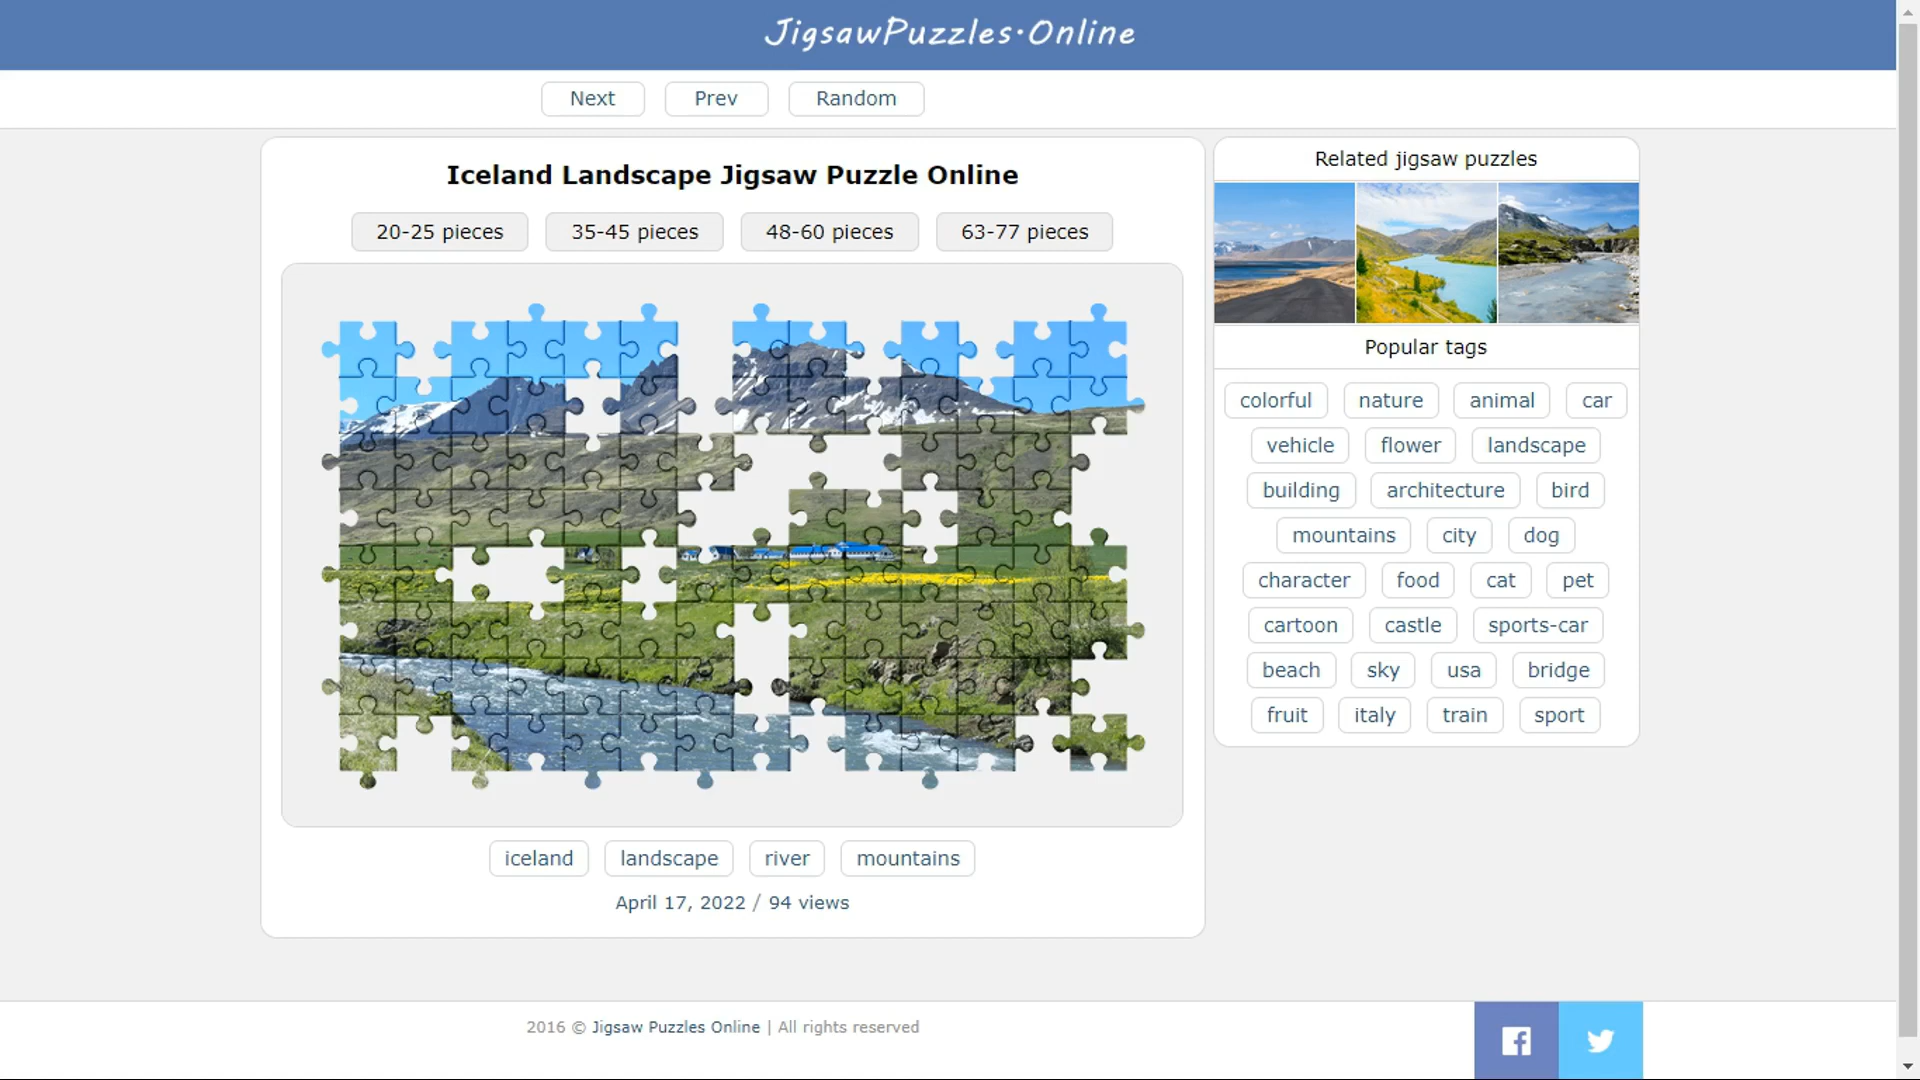 JigsawPuzzles·Online
Next Prev Random
Iceland Landscape Jigsaw Puzzle Online
20-25 pieces 35-45 pieces 48-60 pieces 63-77 pieces
iceland landscape river mountains
April 17, 2022 / 94 views
Related jigsaw puzzles
Popular tags
colorful nature animal car
vehicle flower landscape
building architecture bird
mountains city dog
character food cat pet
cartoon castle sports-car
beach sky usa bridge
fruit italy train sport
2016 © Jigsaw Puzzles Online | All rights reserved